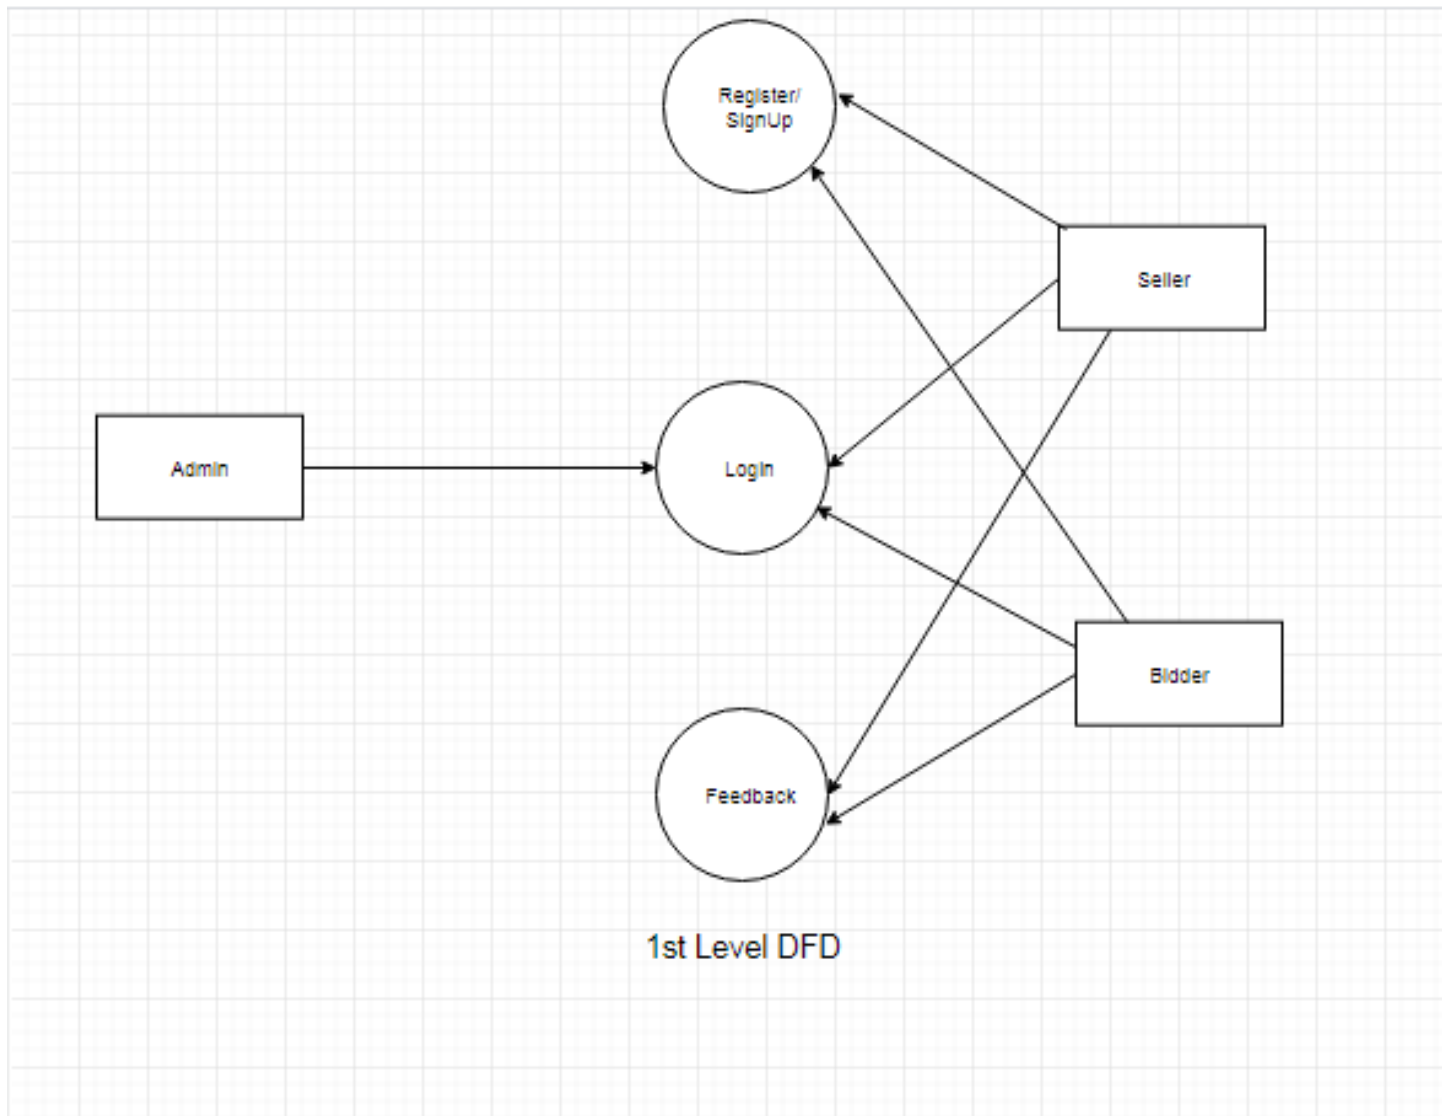 Register/
SignUp
Seller
Admin
Login
Bidder
Feedback
1st Level DFD